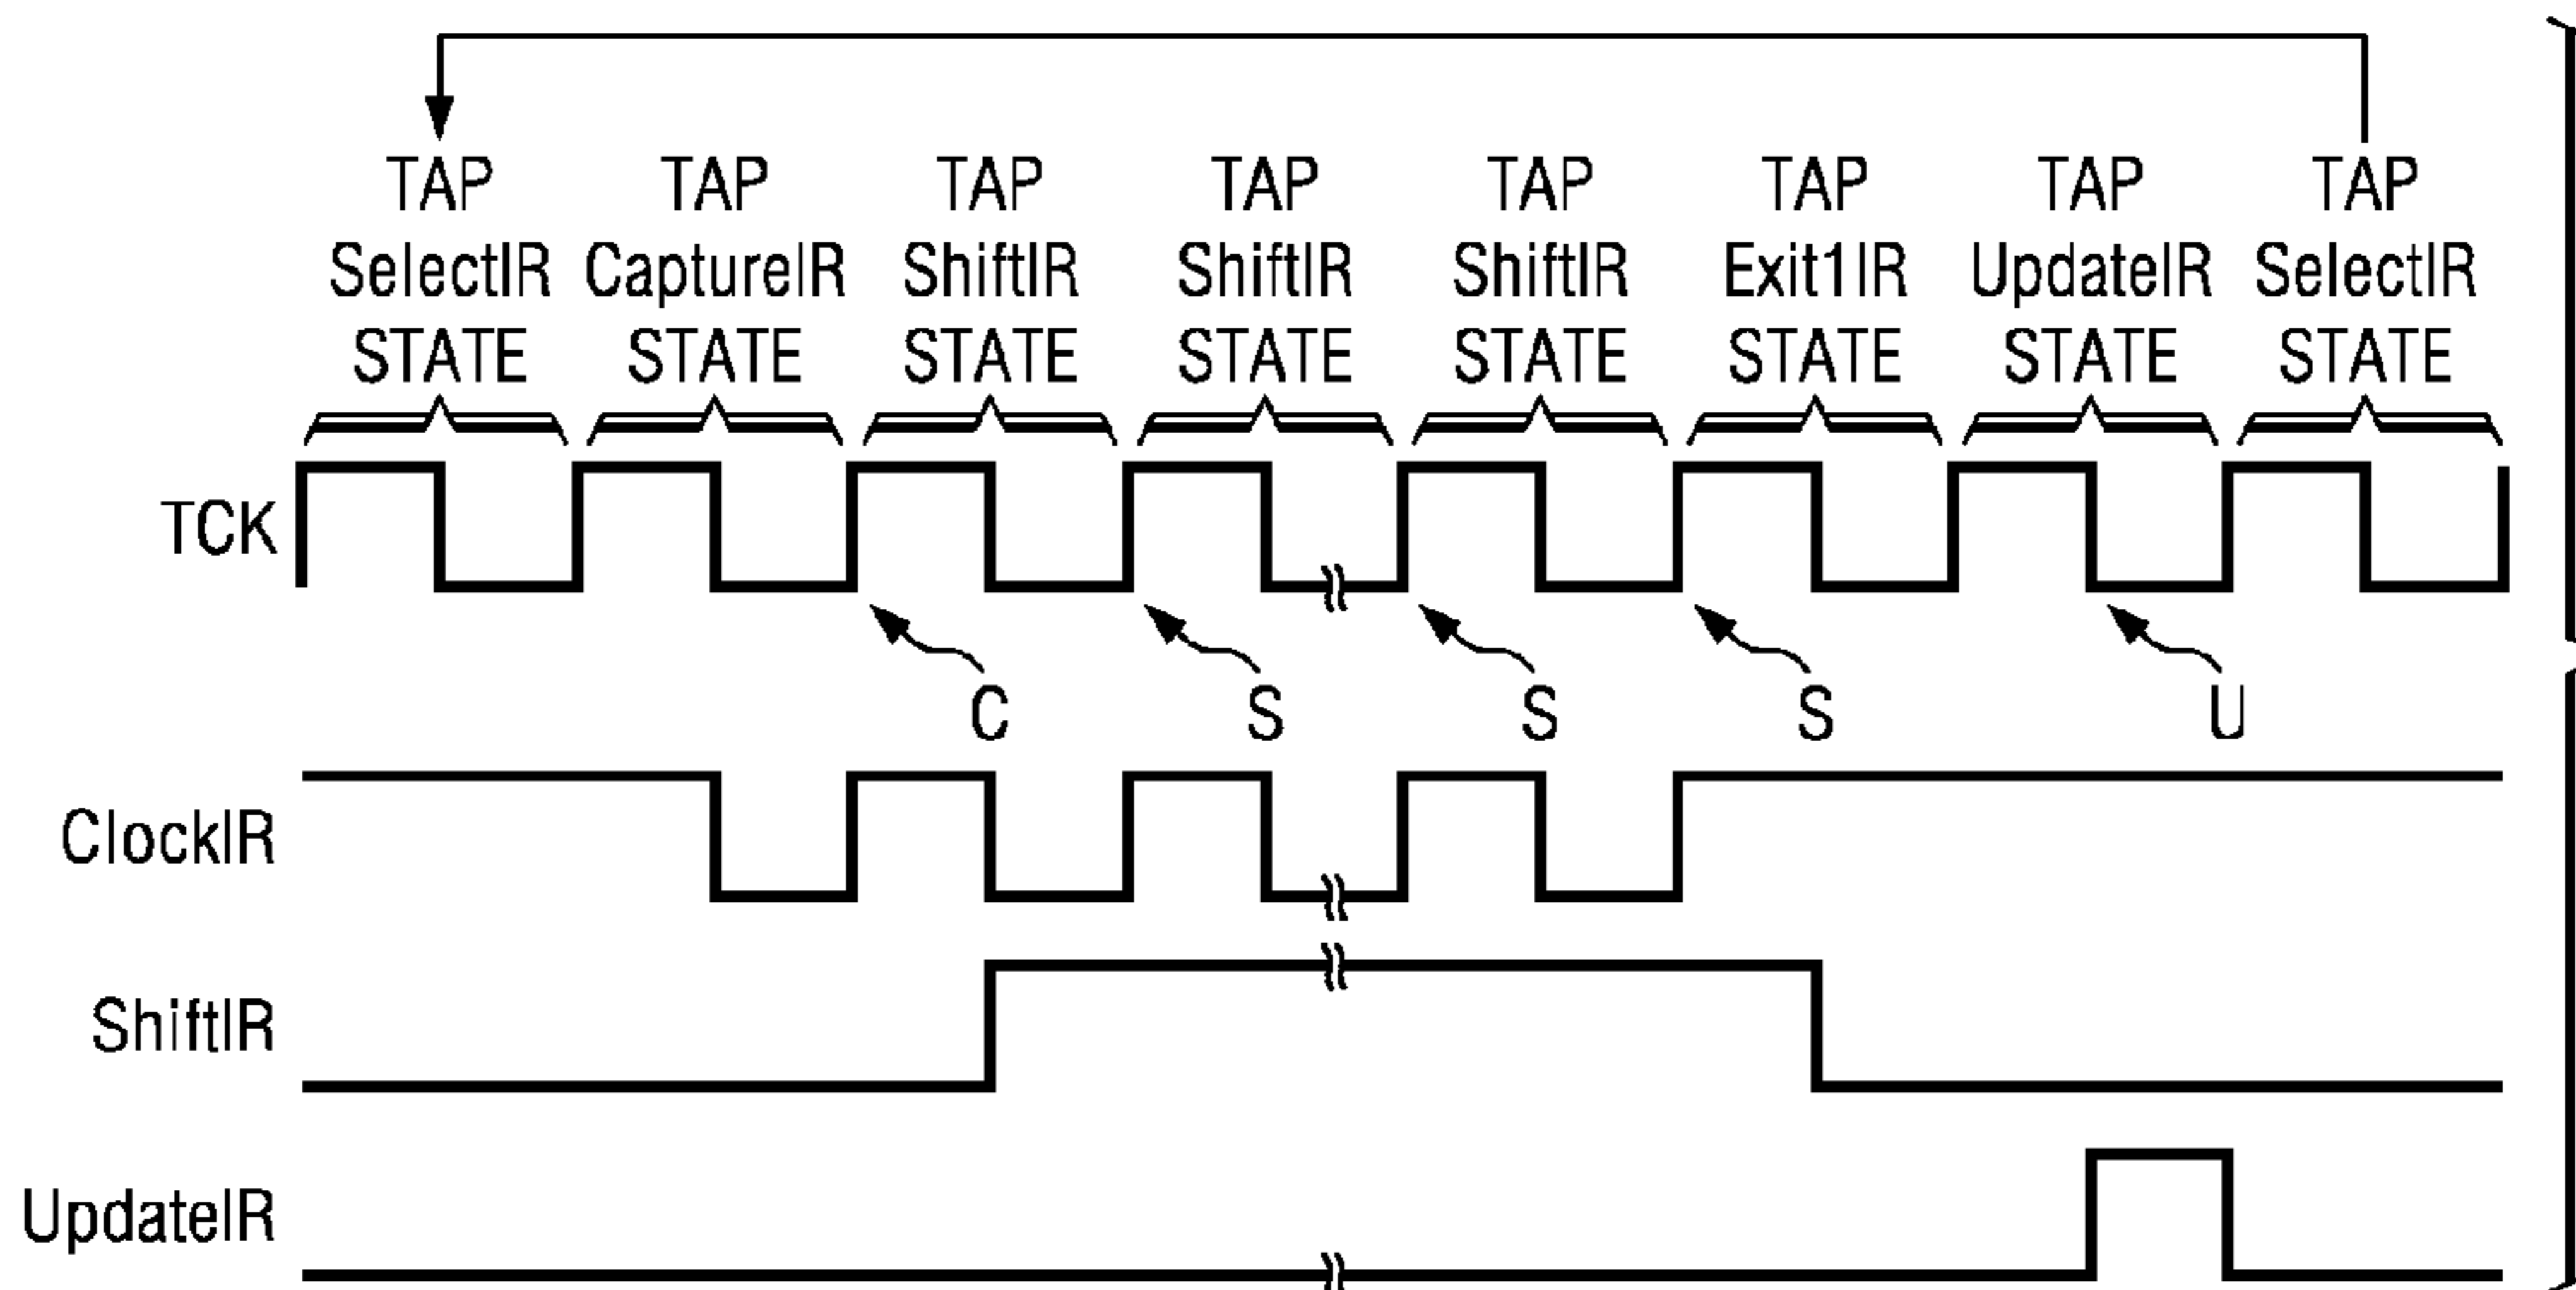 TAP TAP TAP TAP TAP TAP TAP TAP
SelectIR CaptureIR ShiftIR ShiftIR ShiftIR Exit1IR UpdateIR SelectIR
STATE STATE STATE STATE STATE STATE STATE STATE
TCK
C S S S U
ClockIR
ShiftIR
UpdateIR